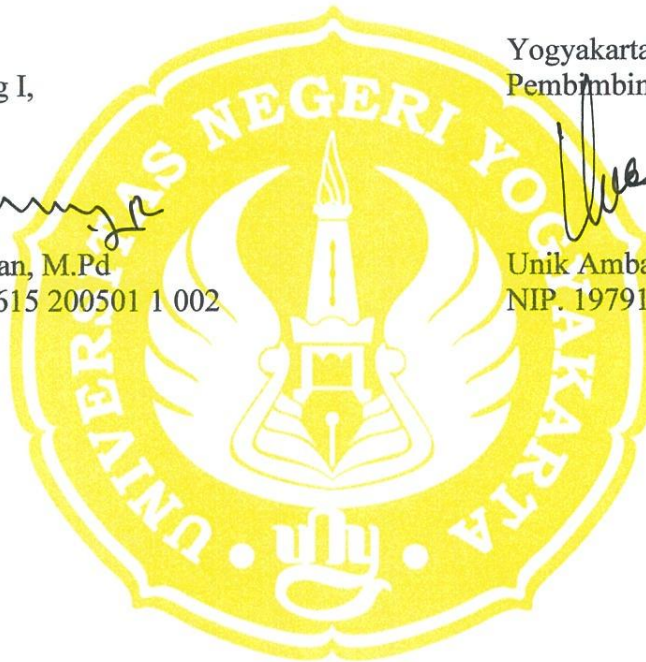 Yogyakarta
g I,
Pembimbin
an, M.Pd
615 200501 1 002
Unik Amba
NIP. 19791
UNIVERSITAS NEGERI YOGYAKARTA
uny